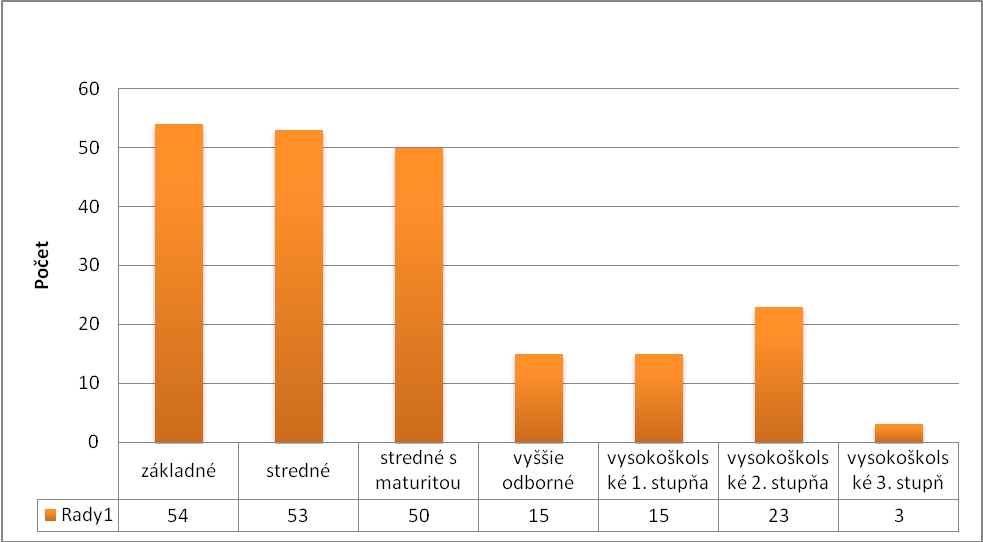 60
50
40
30
20
10
0
Počet
základné
stredné
stredné s
maturitou
vyššie
odborné
vysokoškols
ké 1. stupňa
vysokoškols
ké 2. stupňa
vysokoškols
ké 3. stupň
Rady1 54 53 50 15 15 23 3